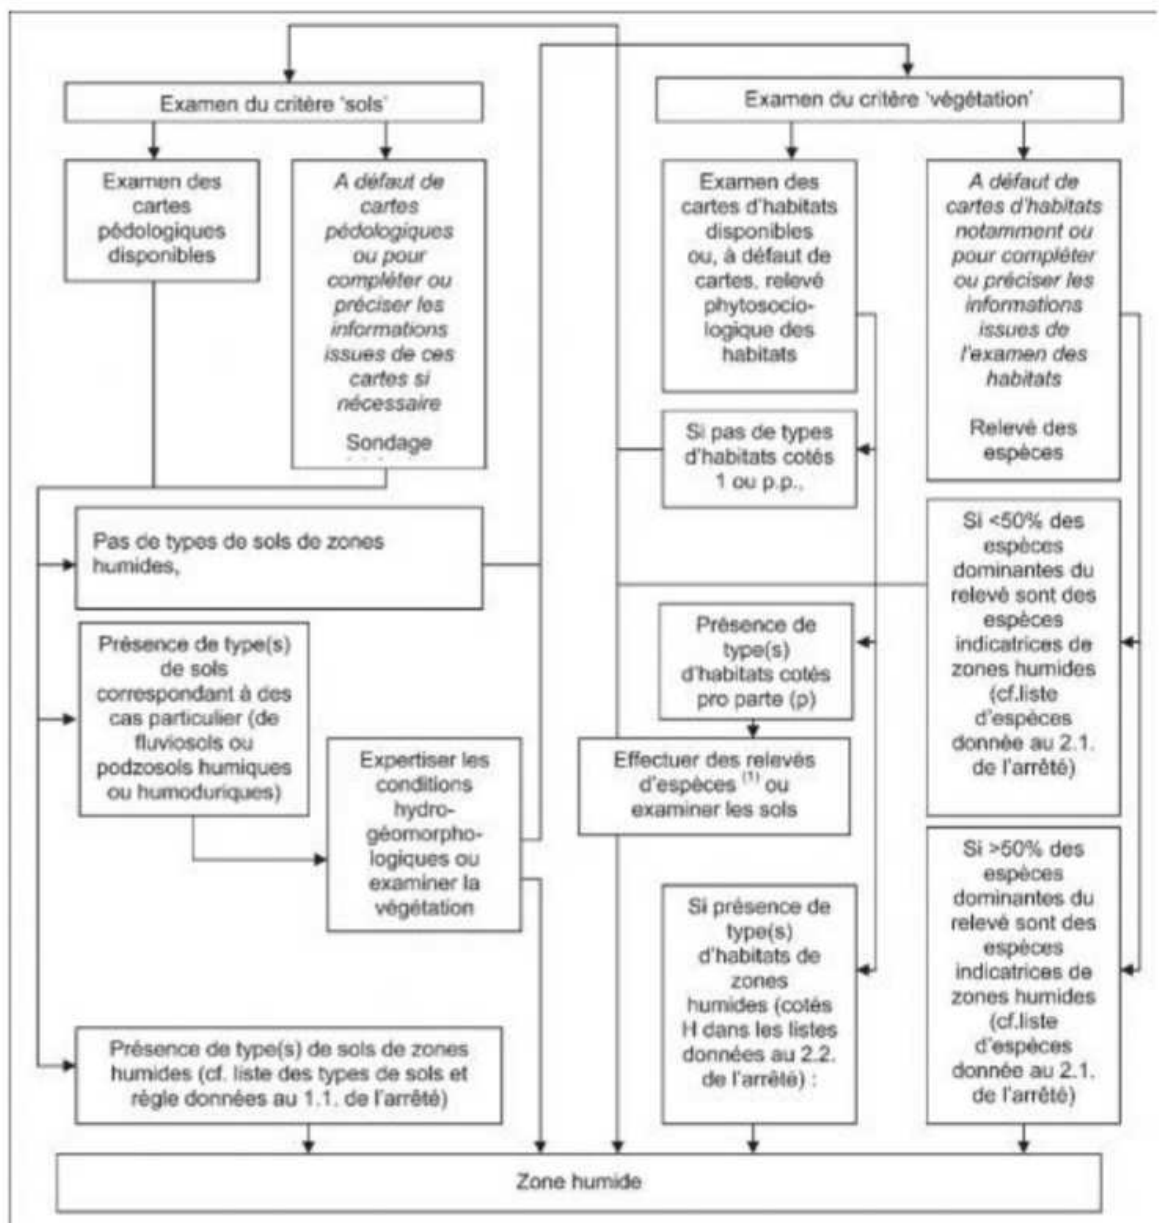 Examen du critère 'sols'
Examen des
cartes
pédologiques
disponibles
A défaut de
cartes
pédologiques
ou pour
compléter ou
préciser les
informations
issues de ces
cartes si
nécessaire
Sondage
Pas de types de sols de zones
humides,
Présence de type(s)
de sols
correspondant à des
cas particulier (de
fluviosols ou
podzosols humiques
ou humoduriques)
Expertiser les
conditions
hydro-
géomorpho-
logiques ou
examiner la
végétation
Présence de type(s) de sols de zones
humides (cf. liste des types de sols et
règle données au 1.1. de l'arrêté)
Examen du critère 'végétation'
Examen des
cartes d'habitats
disponibles
ou, à défaut de
cartes, relevé
phytosocio-
logique des
habitats
A défaut de
cartes d'habitats
notamment ou
pour compléter
ou préciser les
informations
issues de
l'examen des
habitats
Relevé des
espèces
Si pas de types
d'habitats cotés
1 ou p.p.,
Présence de
type(s)
d'habitats cotés
pro parte (p)
Effectuer des relevés
d'espèces (1) ou
examiner les sols
Si présence de
type(s)
d'habitats de
zones
humides (cotés
H dans les listes
données au 2.2.
de l'arrêté) :
Si <50% des
espèces
dominantes du
relevé sont des
espèces
indicatrices de
zones humides
(cf.liste
d'espèces
donnée au 2.1.
de l'arrêté)
Si >50% des
espèces
dominantes du
relevé sont des
espèces
indicatrices de
zones humides
(cf.liste
d'espèces
donnée au 2.1.
de l'arrêté)
Zone humide